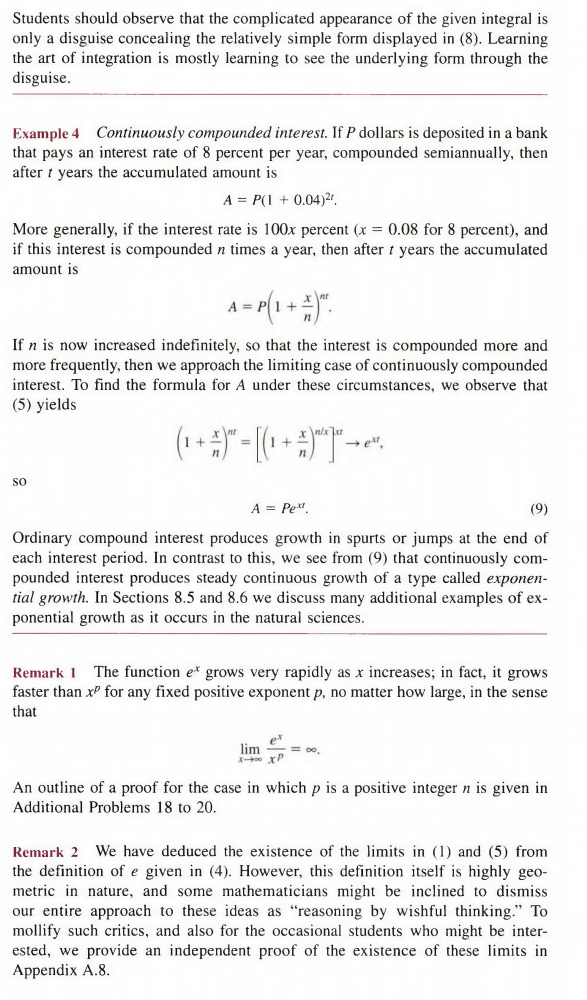 Students should observe that the complicated appearance of the given integral is
only a disguise concealing the relatively simple form displayed in (8). Learning
the art of integration is mostly learning to see the underlying form through the
disguise.
Example 4 Continuously compounded interest. If P dollars is deposited in a bank
that pays an interest rate of 8 percent per year, compounded semiannually, then
after t years the accumulated amount is
A = P(1 + 0.04)^{2t}.
More generally, if the interest rate is 100x percent (x = 0.08 for 8 percent), and
if this interest is compounded n times a year, then after t years the accumulated
amount is
A = P(1 + x/n)^{nt}.
If n is now increased indefinitely, so that the interest is compounded more and
more frequently, then we approach the limiting case of continuously compounded
interest. To find the formula for A under these circumstances, we observe that
(5) yields
(1 + x/n)^{nt} = [(1 + x/n)^{n/x}]^{xt} → e^{xt},
so
A = Pe^{xt}. (9)
Ordinary compound interest produces growth in spurts or jumps at the end of
each interest period. In contrast to this, we see from (9) that continuously com-
pounded interest produces steady continuous growth of a type called exponen-
tial growth. In Sections 8.5 and 8.6 we discuss many additional examples of ex-
ponential growth as it occurs in the natural sciences.
Remark 1 The function e^x grows very rapidly as x increases; in fact, it grows
faster than x^p for any fixed positive exponent p, no matter how large, in the sense
that
lim_{x→∞} e^x/x^p = ∞.
An outline of a proof for the case in which p is a positive integer n is given in
Additional Problems 18 to 20.
Remark 2 We have deduced the existence of the limits in (1) and (5) from
the definition of e given in (4). However, this definition itself is highly geo-
metric in nature, and some mathematicians might be inclined to dismiss
our entire approach to these ideas as “reasoning by wishful thinking.” To
mollify such critics, and also for the occasional students who might be inter-
ested, we provide an independent proof of the existence of these limits in
Appendix A.8.